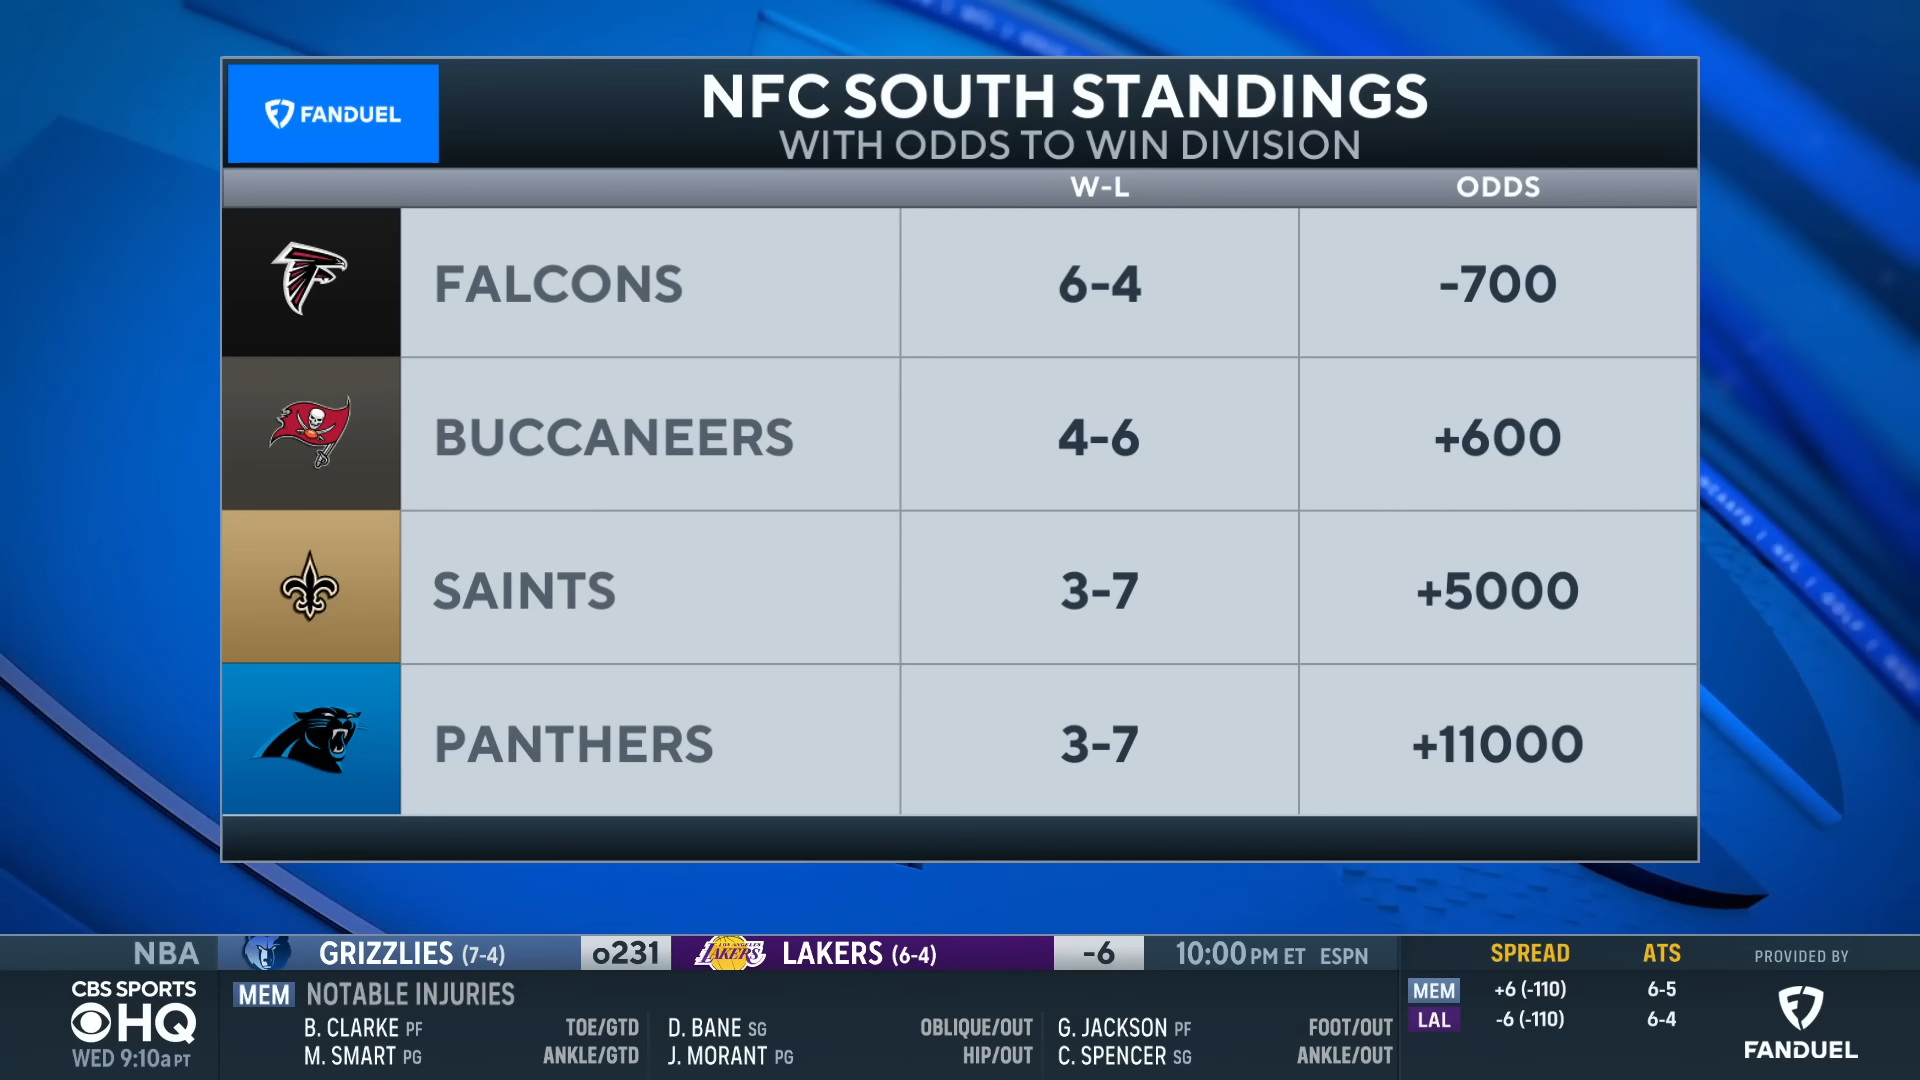 FANDUEL
NFC SOUTH STANDINGS
WITH ODDS TO WIN DIVISION
W-L ODDS
FALCONS 6-4 -700
BUCCANEERS 4-6 +600
SAINTS 3-7 +5000
PANTHERS 3-7 +11000
NBA GRIZZLIES (7-4) o231 LAKERS LAKERS (6-4) -6 10:00 PM ET ESPN SPREAD ATS PROVIDED BY
CBS SPORTS
HQ
WED 9:10a PT
MEM NOTABLE INJURIES
B. CLARKE PF TOE/GTD D. BANE SG OBLIQUE/OUT G. JACKSON PF FOOT/OUT
M. SMART PG ANKLE/GTD J. MORANT PG HIP/OUT C. SPENCER SG ANKLE/OUT
MEM +6 (-110) 6-5
LAL -6 (-110) 6-4
FANDUEL